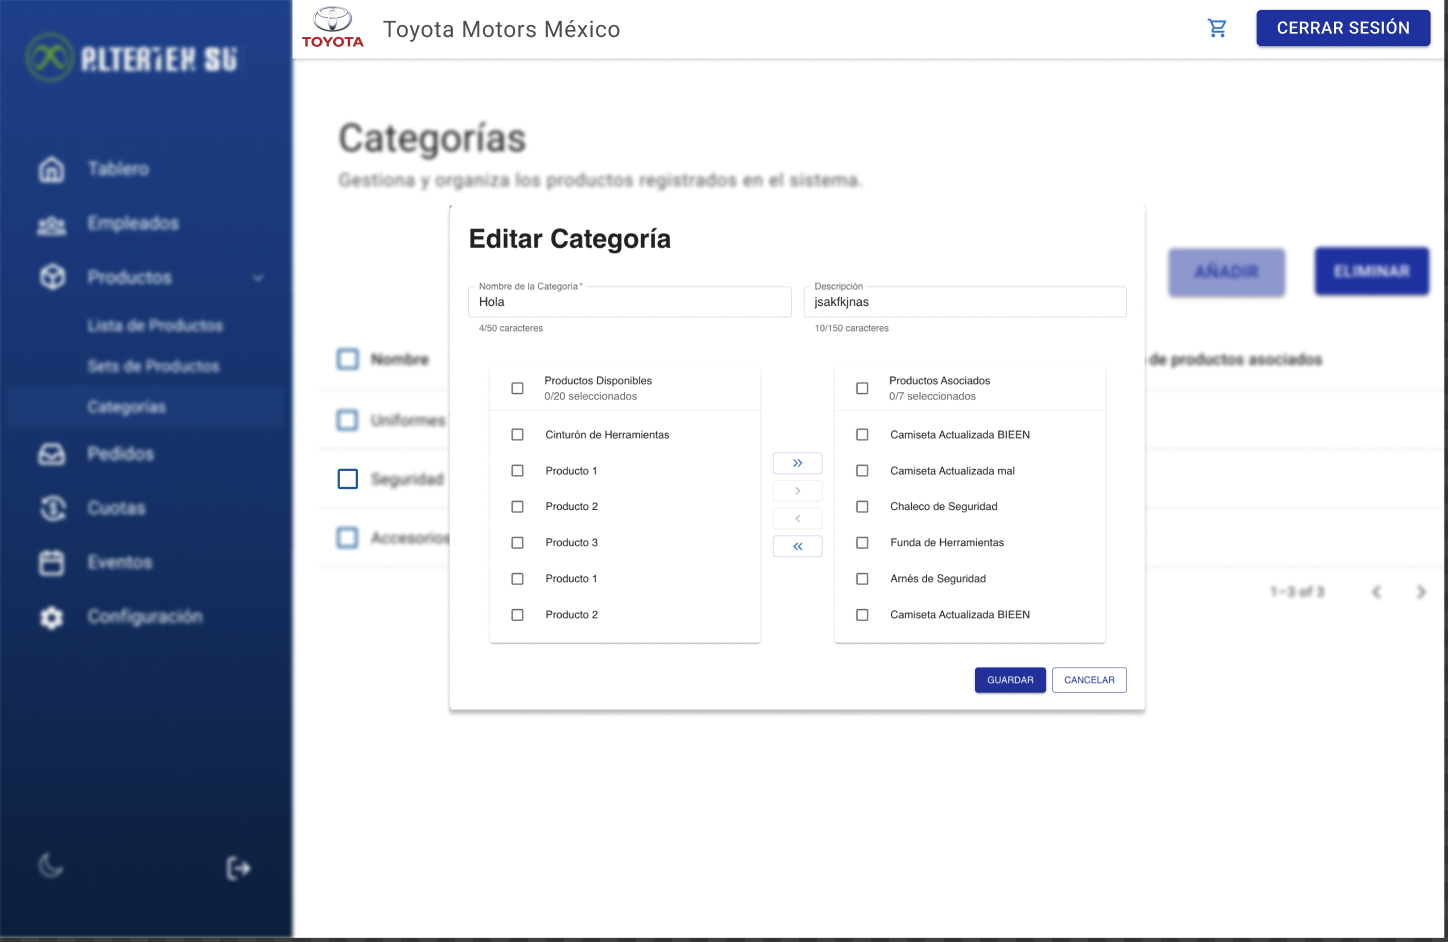 TOYOTA
Toyota Motors México
CERRAR SESIÓN
Tablero
Empleados
Productos
Lista de Productos
Sets de Productos
Categorías
Pedidos
Cuotas
Eventos
Configuración
Categorías
Gestiona y organiza los productos registrados en el sistema.
AÑADIR
ELIMINAR
Nombre
de productos asociados
Uniformes
Seguridad
Accesorios
1–3 of 3
Editar Categoría
Nombre de la Categoría *
Hola
4/50 caracteres
Descripción
jsakfkjnas
10/150 caracteres
Productos Disponibles
0/20 seleccionados
Cinturón de Herramientas
Producto 1
Producto 2
Producto 3
Producto 1
Producto 2
Productos Asociados
0/7 seleccionados
Camiseta Actualizada BIEEN
Camiseta Actualizada mal
Chaleco de Seguridad
Funda de Herramientas
Arnés de Seguridad
Camiseta Actualizada BIEEN
GUARDAR
CANCELAR